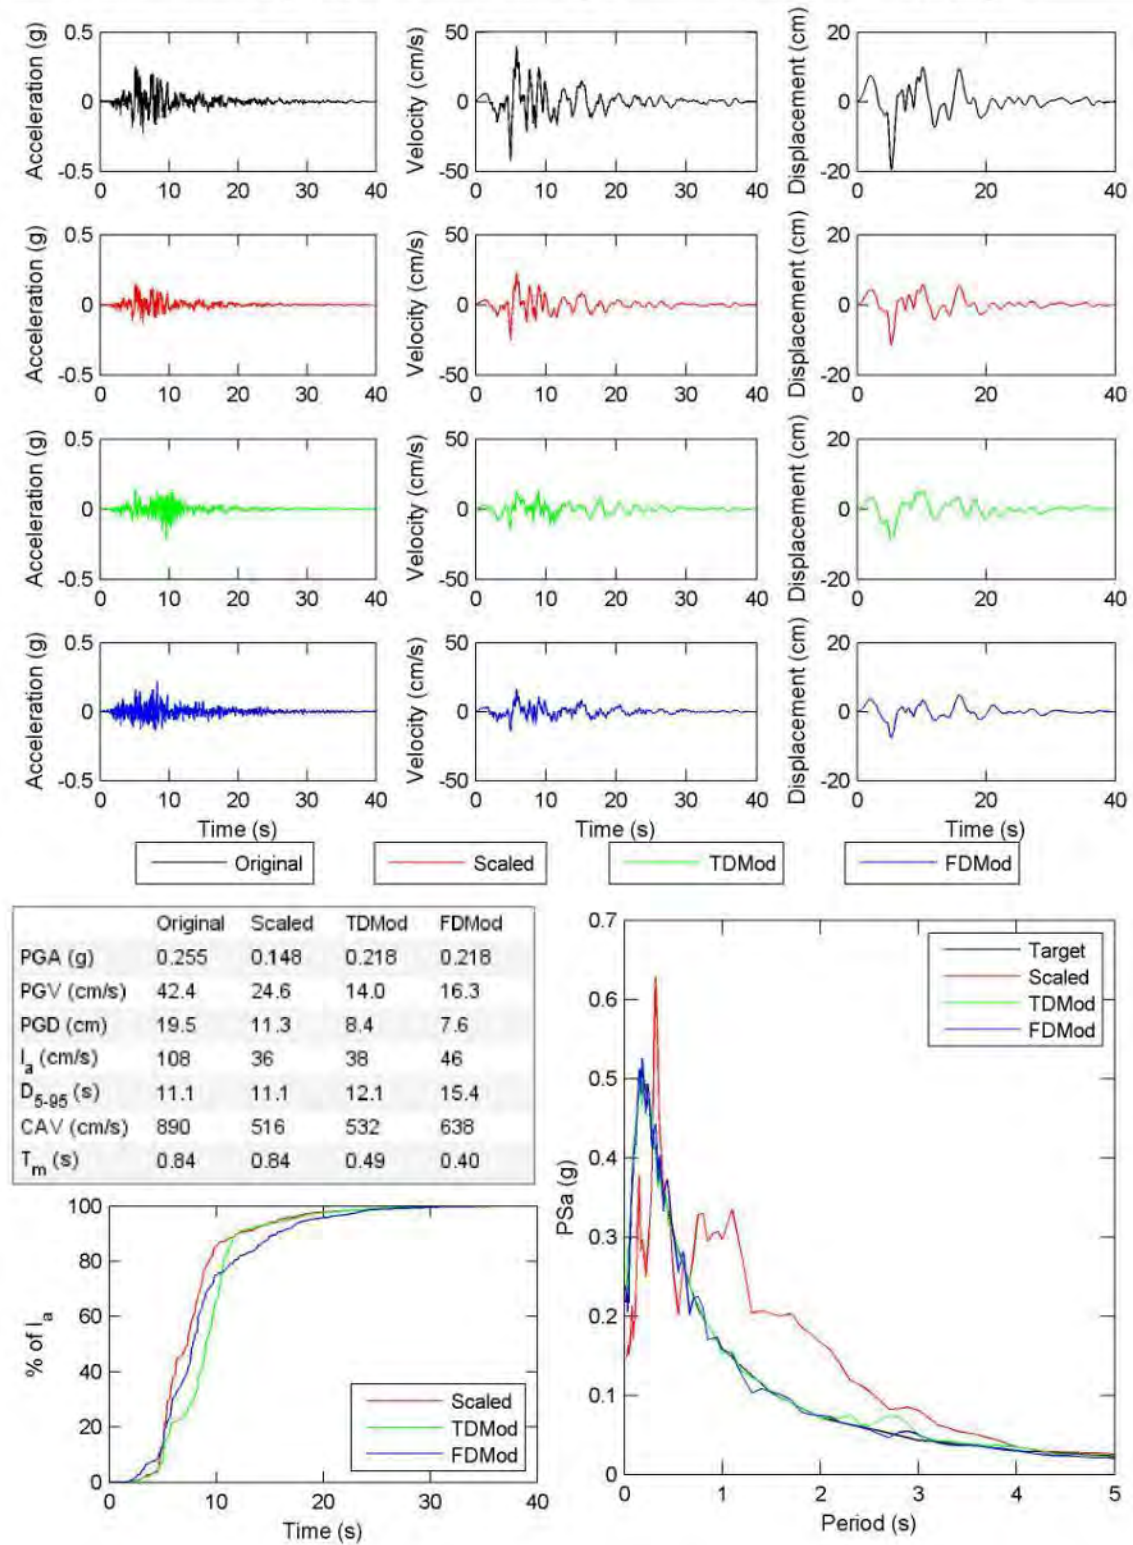 Acceleration (g)
0.5
0
-0.5
0 10 20 30 40
Velocity (cm/s)
50
0
-50
0 10 20 30 40
Displacement (cm)
20
0
-20
0 20 40
Acceleration (g)
0.5
0
-0.5
0 10 20 30 40
Velocity (cm/s)
50
0
-50
0 10 20 30 40
Displacement (cm)
20
0
-20
0 20 40
Acceleration (g)
0.5
0
-0.5
0 10 20 30 40
Velocity (cm/s)
50
0
-50
0 10 20 30 40
Displacement (cm)
20
0
-20
0 20 40
Acceleration (g)
0.5
0
-0.5
0 10 20 30 40
Time (s)
Velocity (cm/s)
50
0
-50
0 10 20 30 40
Time (s)
Displacement (cm)
20
0
-20
0 20 40
Time (s)
Original Scaled TDMod FDMod
Original Scaled TDMod FDMod
PGA (g) 0.255 0.148 0.218 0.218
PGV (cm/s) 42.4 24.6 14.0 16.3
PGD (cm) 19.5 11.3 8.4 7.6
Ia (cm/s) 108 36 38 46
D5-95 (s) 11.1 11.1 12.1 15.4
CAV (cm/s) 890 516 532 638
Tm (s) 0.84 0.84 0.49 0.40
% of Ia
100
80
60
40
20
0
0 10 20 30 40
Time (s)
Scaled
TDMod
FDMod
PSa (g)
0.7
0.6
0.5
0.4
0.3
0.2
0.1
0
0 1 2 3 4 5
Period (s)
Target
Scaled
TDMod
FDMod